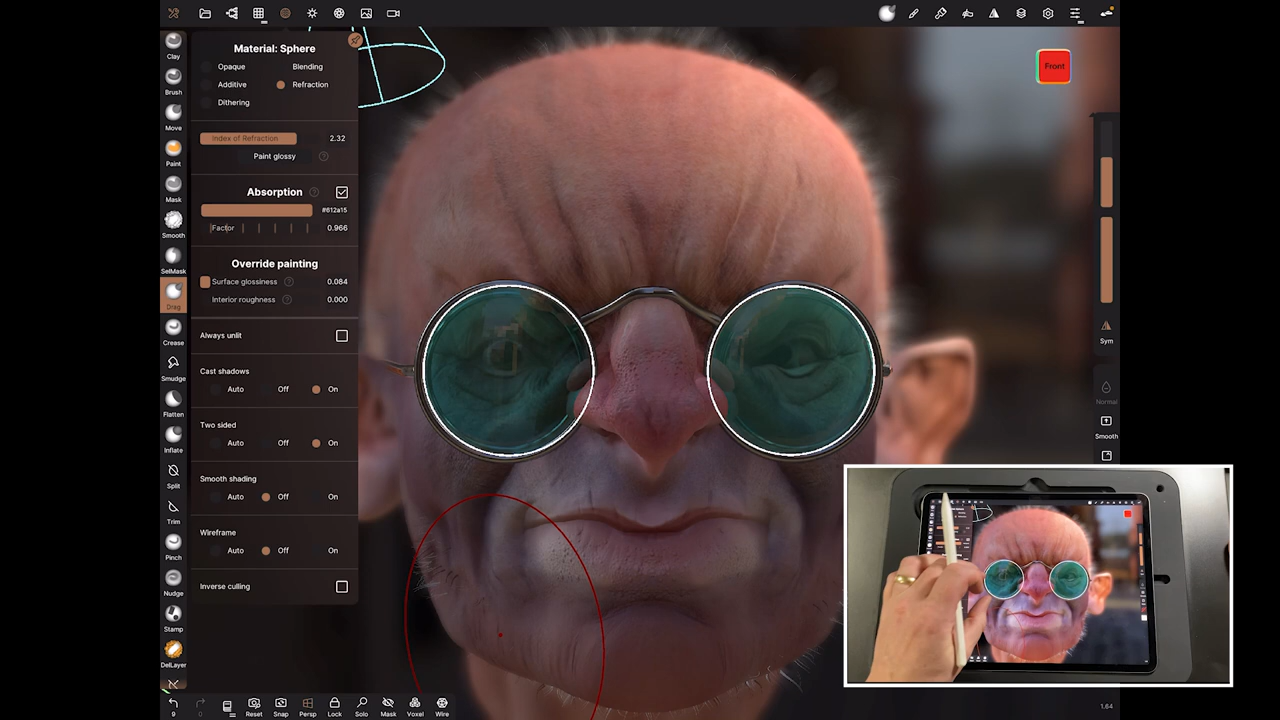 Material: Sphere
Opaque
Blending
Additive
Refraction
Dithering
Index of Refraction 2.32
Paint glossy ?
Absorption ?
#612a15
Factor 0.966
Override painting
Surface glossiness ? 0.084
Interior roughness ? 0.000
Always unlit
Cast shadows
Auto Off On
Two sided
Auto Off On
Smooth shading
Auto Off On
Wireframe
Auto Off On
Inverse culling
Clay
Brush
Move
Paint
Mask
Smooth
SelMask
Drag
Crease
Smudge
Flatten
Inflate
Split
Trim
Pinch
Nudge
Stamp
DelLayer
Front
Sym
Normal
Smooth
9 0 Reset Snap Persp Lock Solo Mask Voxel Wire
1.64